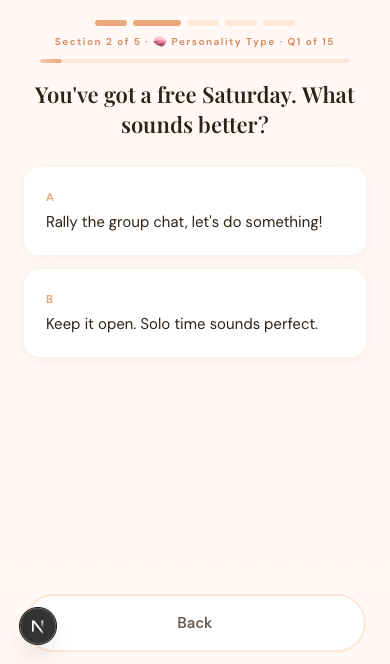 Section 2 of 5 · 🧠 Personality Type · Q1 of 15
You've got a free Saturday. What
sounds better?
A
Rally the group chat, let's do something!
B
Keep it open. Solo time sounds perfect.
Back
N